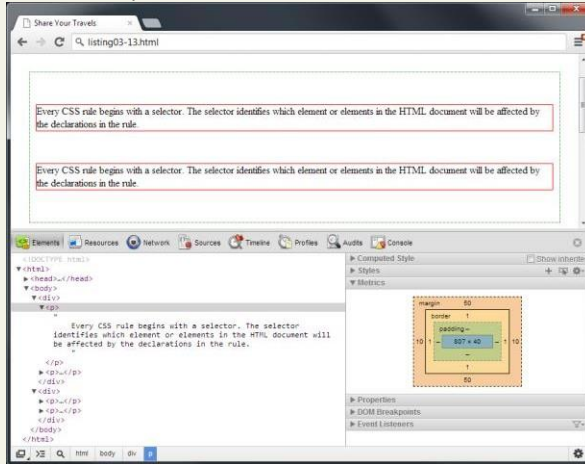 Share Your Travels
listing03-13.html
Every CSS rule begins with a selector. The selector identifies which element or elements in the HTML document will be affected by
the declarations in the rule.
Every CSS rule begins with a selector. The selector identifies which element or elements in the HTML document will be affected by
the declarations in the rule.
Elements Resources Network Sources Timeline Profiles Audits Console
<!DOCTYPE html>
▼<html>
▶<head>…</head>
▼<body>
▼<div>
▼<p>
"
Every CSS rule begins with a selector. The selector
identifies which element or elements in the HTML document will
be affected by the declarations in the rule.
"
</p>
▶<p>…</p>
</div>
▼<div>
▶<p>…</p>
▶<p>…</p>
</div>
</body>
</html>
▶ Computed Style Show inherite
▶ Styles
▼ Metrics
margin 50
border 1
padding –
10 1 – 807 × 40 – 1 10
–
1
50
▶ Properties
▶ DOM Breakpoints
▶ Event Listeners
html body div p